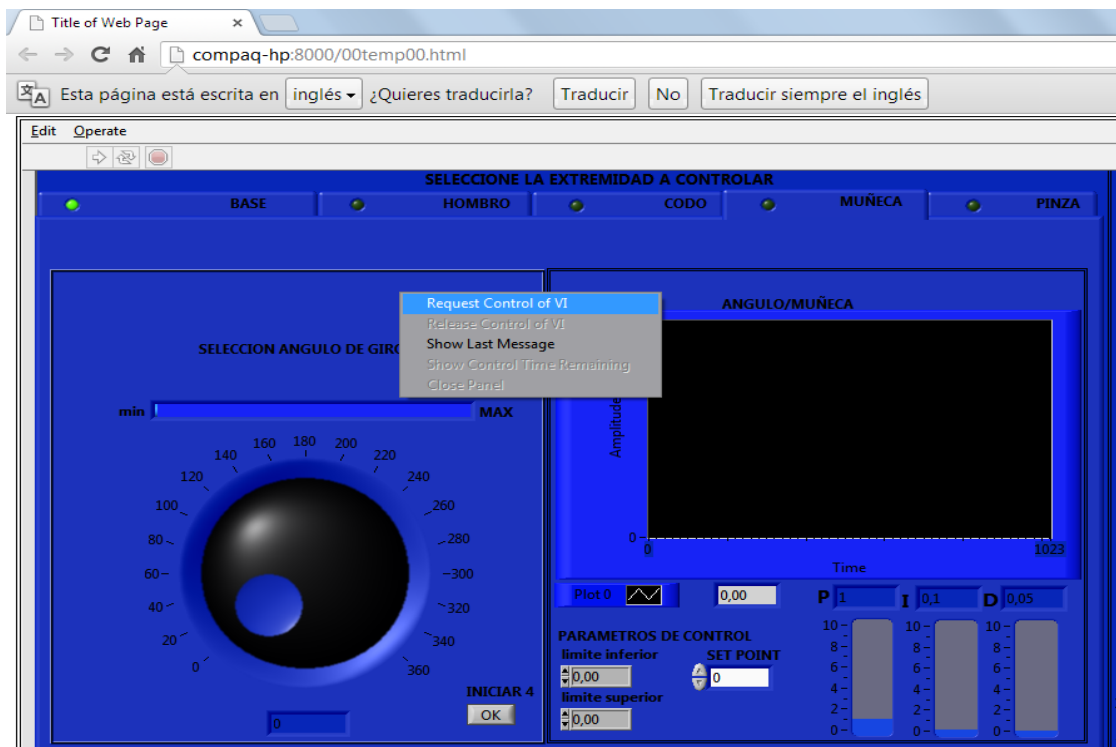 Title of Web Page
compaq-hp:8000/00temp00.html
Esta página está escrita en inglés ¿Quieres traducirla? Traducir No Traducir siempre el inglés
Edit Operate
SELECCIONE LA EXTREMIDAD A CONTROLAR
BASE HOMBRO CODO MUÑECA PINZA
Request Control of VI
Release Control of VI
Show Last Message
Show Control Time Remaining
Close Panel
SELECCION ANGULO DE GIRO
min MAX
0 20 40 60 80 100 120 140 160 180 200 220 240 260 280 300 320 340 360
0
INICIAR 4
OK
ANGULO/MUÑECA
Amplitude
0
0 1023
Time
Plot 0 0,00
P 1 I 0,1 D 0,05
PARAMETROS DE CONTROL
limite inferior SET POINT
0,00 0
limite superior
0,00
10 10 10
8 8 8
6 6 6
4 4 4
2 2 2
0 0 0